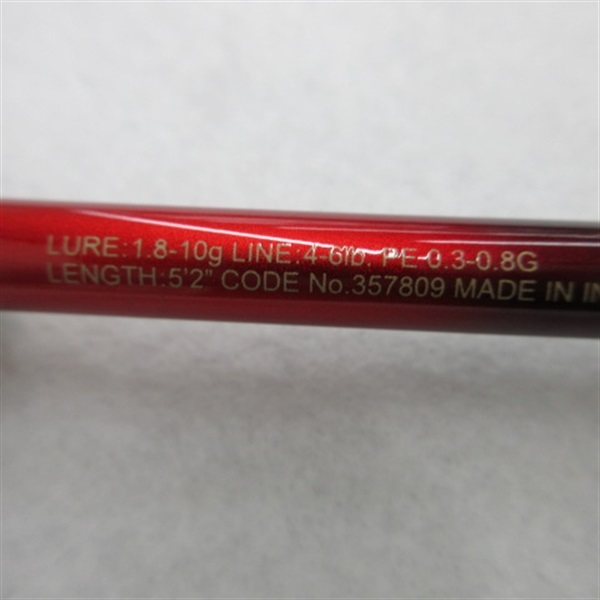 LURE:1.8-10g LINE:4-6lb. PE 0.3-0.8G
LENGTH:5'2" CODE No.357809 MADE IN